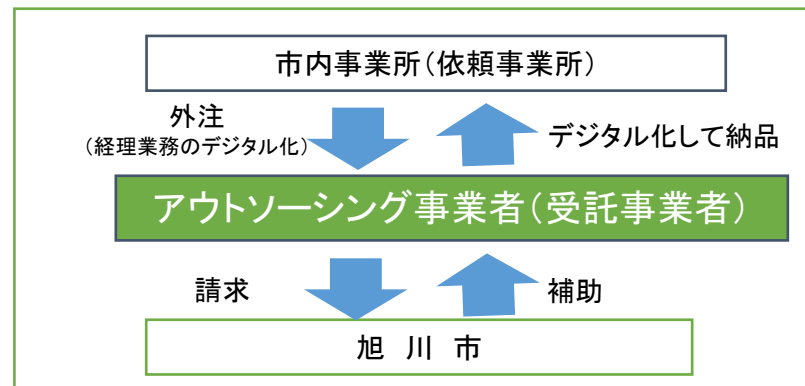 市内事業所(依頼事業所)
外注
(経理業務のデジタル化)
デジタル化して納品
アウトソーシング事業者(受託事業者)
請求
補助
旭 川 市